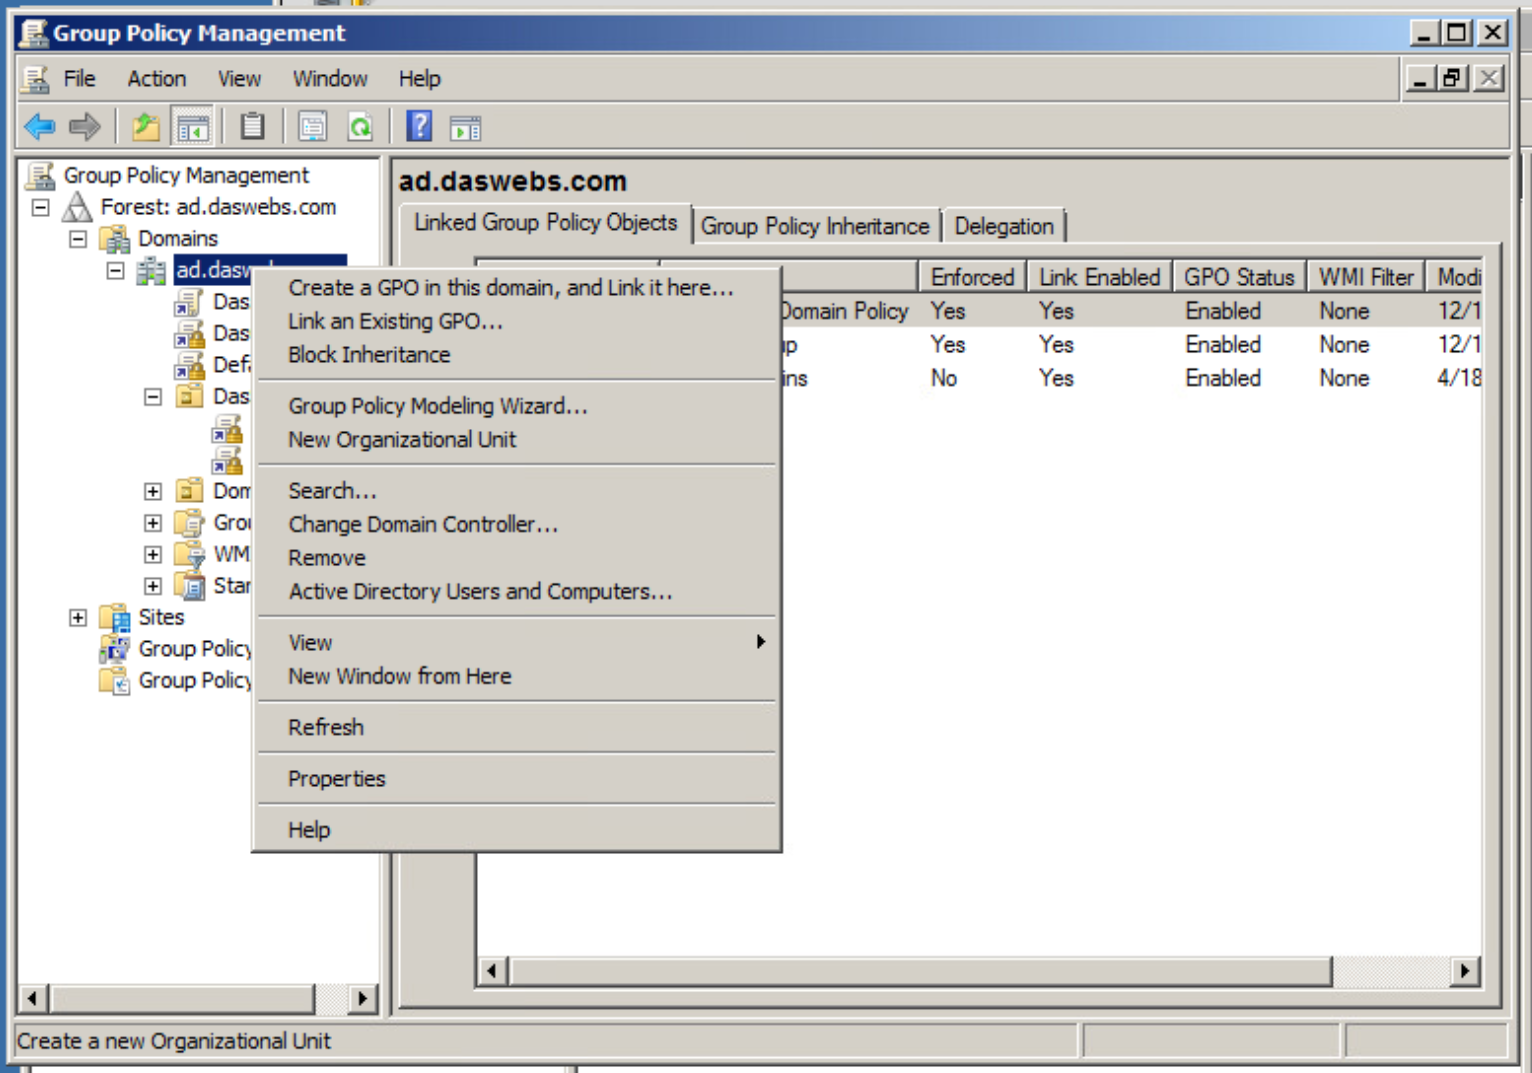 Group Policy Management
File Action View Window Help
Group Policy Management
Forest: ad.daswebs.com
Domains
ad.dasw
Das
Das
Defa
Das
Dom
Grou
WM
Star
Sites
Group Policy
Group Policy
Create a GPO in this domain, and Link it here...
Link an Existing GPO...
Block Inheritance
Group Policy Modeling Wizard...
New Organizational Unit
Search...
Change Domain Controller...
Remove
Active Directory Users and Computers...
View
New Window from Here
Refresh
Properties
Help
ad.daswebs.com
Linked Group Policy Objects Group Policy Inheritance Delegation
Enforced Link Enabled GPO Status WMI Filter Modi
Domain Policy Yes Yes Enabled None 12/1
up Yes Yes Enabled None 12/1
ins No Yes Enabled None 4/18
Create a new Organizational Unit